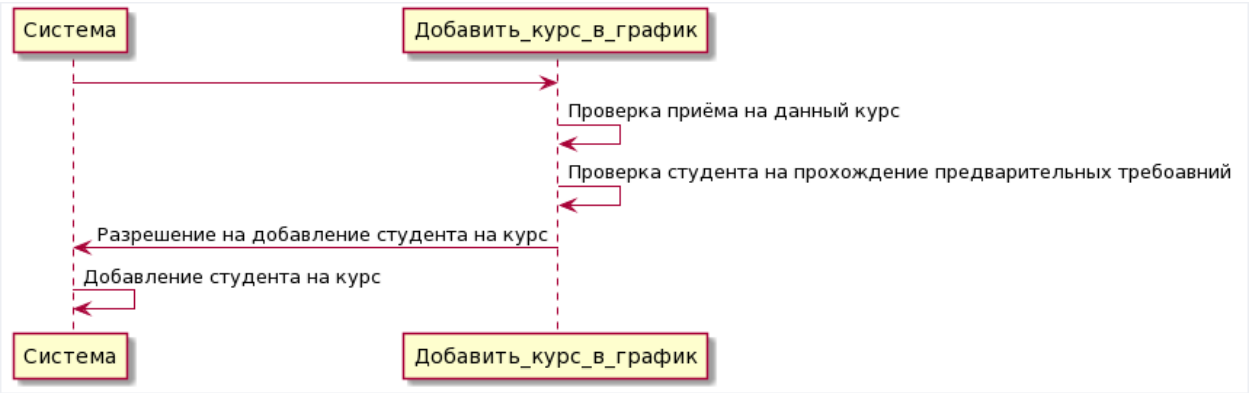 Система
Добавить_курс_в_график
Проверка приёма на данный курс
Проверка студента на прохождение предварительных требоавний
Разрешение на добавление студента на курс
Добавление студента на курс
Система
Добавить_курс_в_график